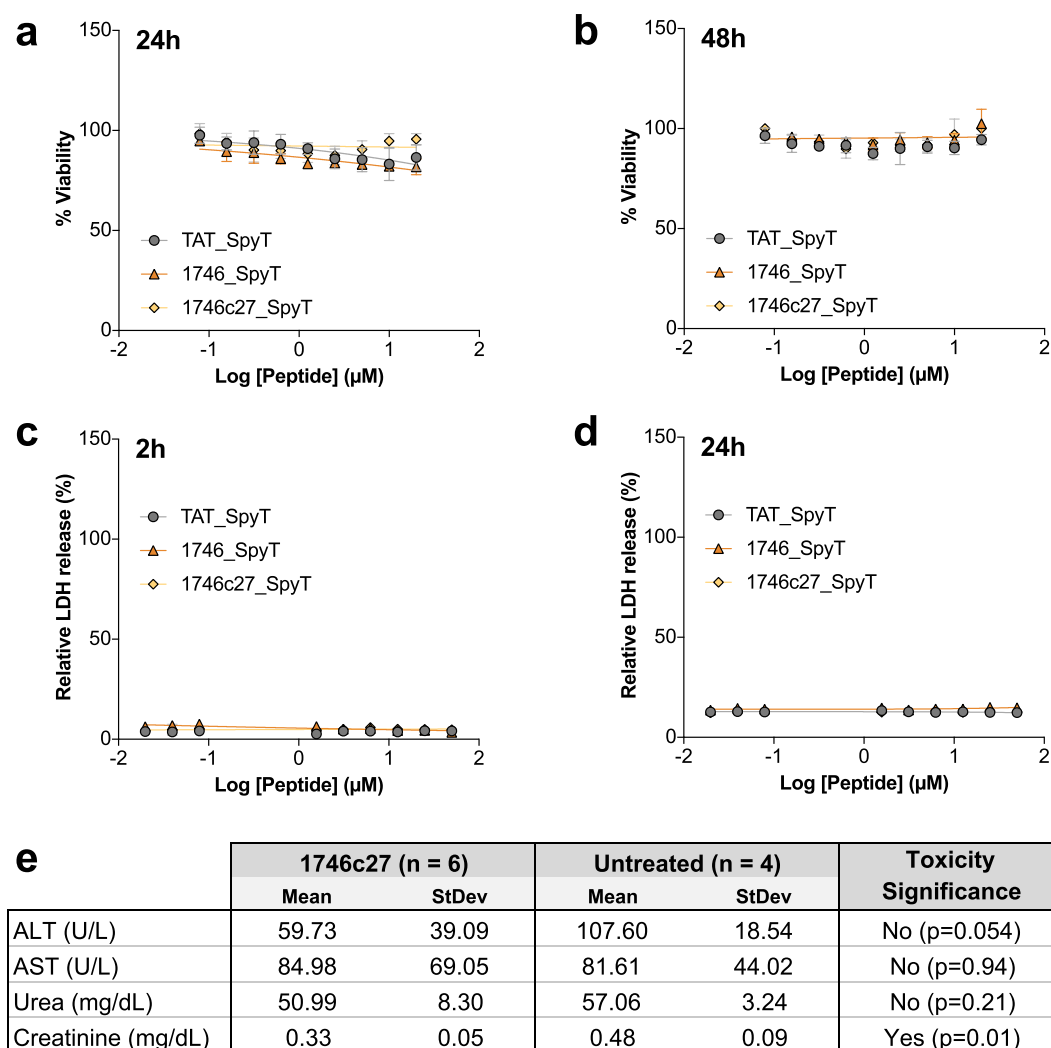 a
24h
150
100
50
0
% Viability
TAT_SpyT
1746_SpyT
1746c27_SpyT
-2 -1 0 1 2
Log [Peptide] (µM)
b
48h
150
100
50
0
% Viability
TAT_SpyT
1746_SpyT
1746c27_SpyT
-2 -1 0 1 2
Log [Peptide] (µM)
c
2h
150
100
50
0
Relative LDH release (%)
TAT_SpyT
1746_SpyT
1746c27_SpyT
-2 -1 0 1 2
Log [Peptide] (µM)
d
24h
150
100
50
0
Relative LDH release (%)
TAT_SpyT
1746_SpyT
1746c27_SpyT
-2 -1 0 1 2
Log [Peptide] (µM)
e
1746c27 (n = 6) Untreated (n = 4) Toxicity Significance
Mean StDev Mean StDev
ALT (U/L) 59.73 39.09 107.60 18.54 No (p=0.054)
AST (U/L) 84.98 69.05 81.61 44.02 No (p=0.94)
Urea (mg/dL) 50.99 8.30 57.06 3.24 No (p=0.21)
Creatinine (mg/dL) 0.33 0.05 0.48 0.09 Yes (p=0.01)